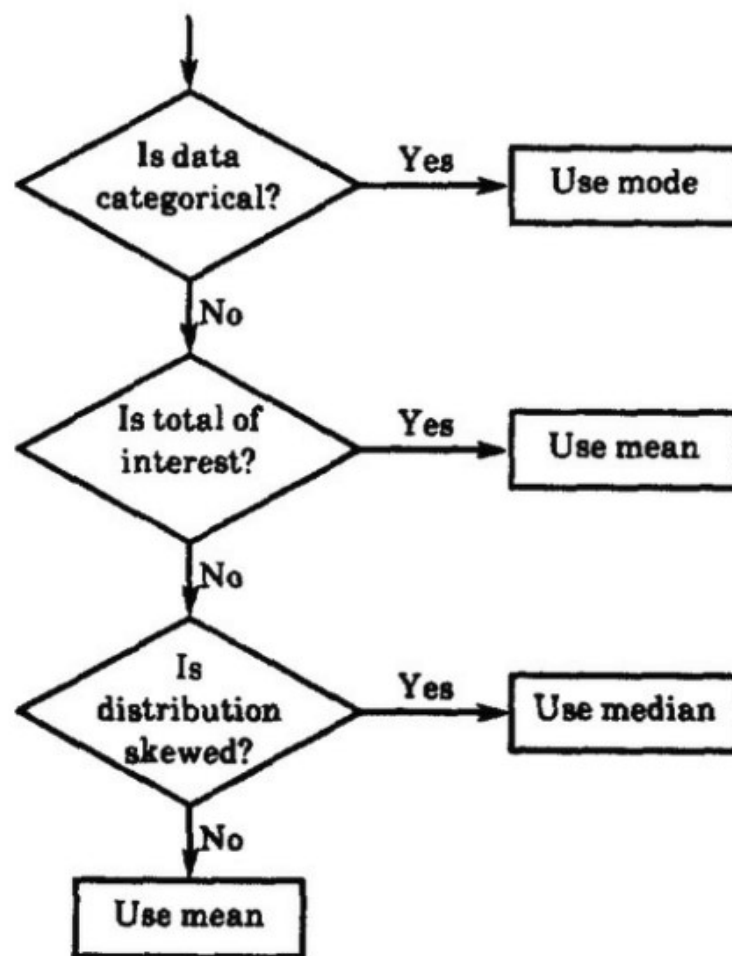 Is data
categorical?
Yes
Use mode
No
Is total of
interest?
Yes
Use mean
No
Is
distribution
skewed?
Yes
Use median
No
Use mean